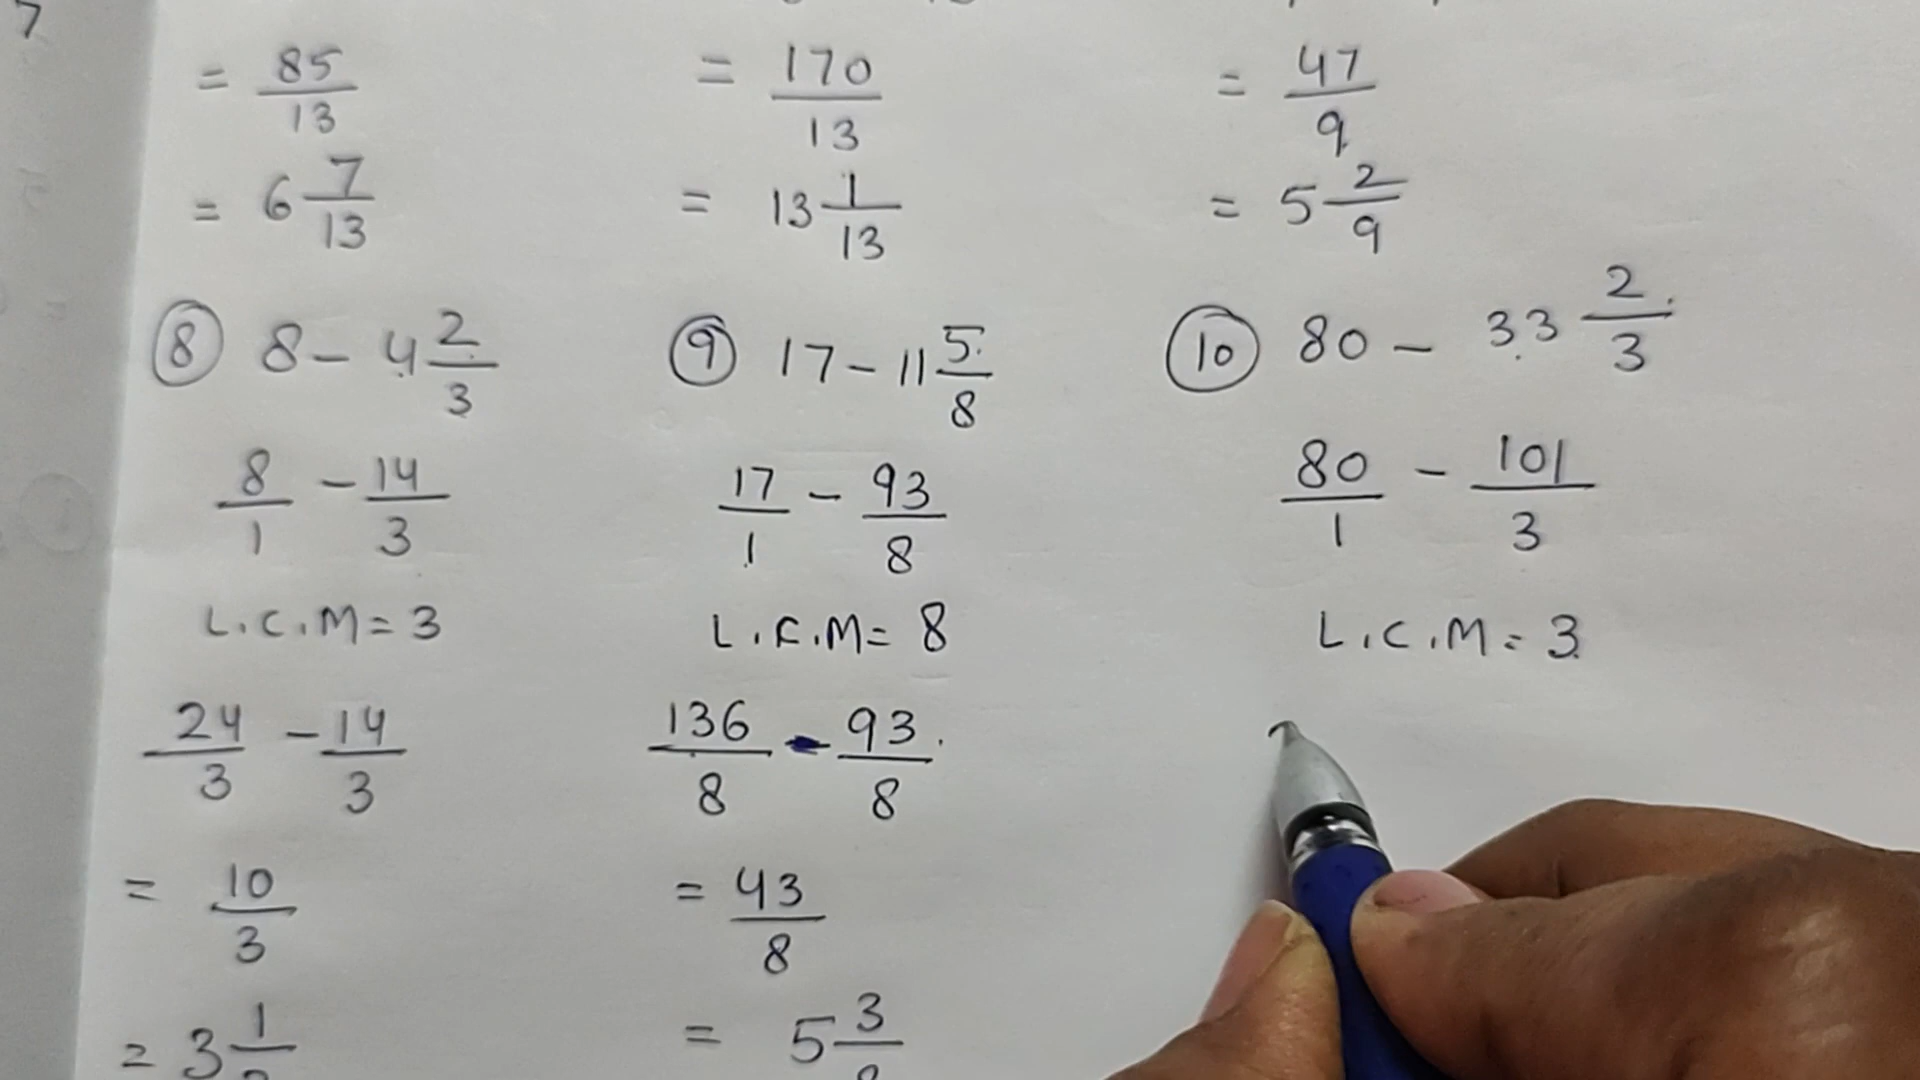 7
= 85/13
= 6 7/13
= 170/13
= 13 1/13
= 47/9
= 5 2/9
8 8 - 4 2/3
8/1 - 14/3
L.C.M = 3
24/3 - 14/3
= 10/3
= 3 1/
9 17 - 11 5/8
17/1 - 93/8
L.C.M = 8
136/8 - 93/8
= 43/8
= 5 3/
10 80 - 33 2/3
80/1 - 101/3
L.C.M = 3